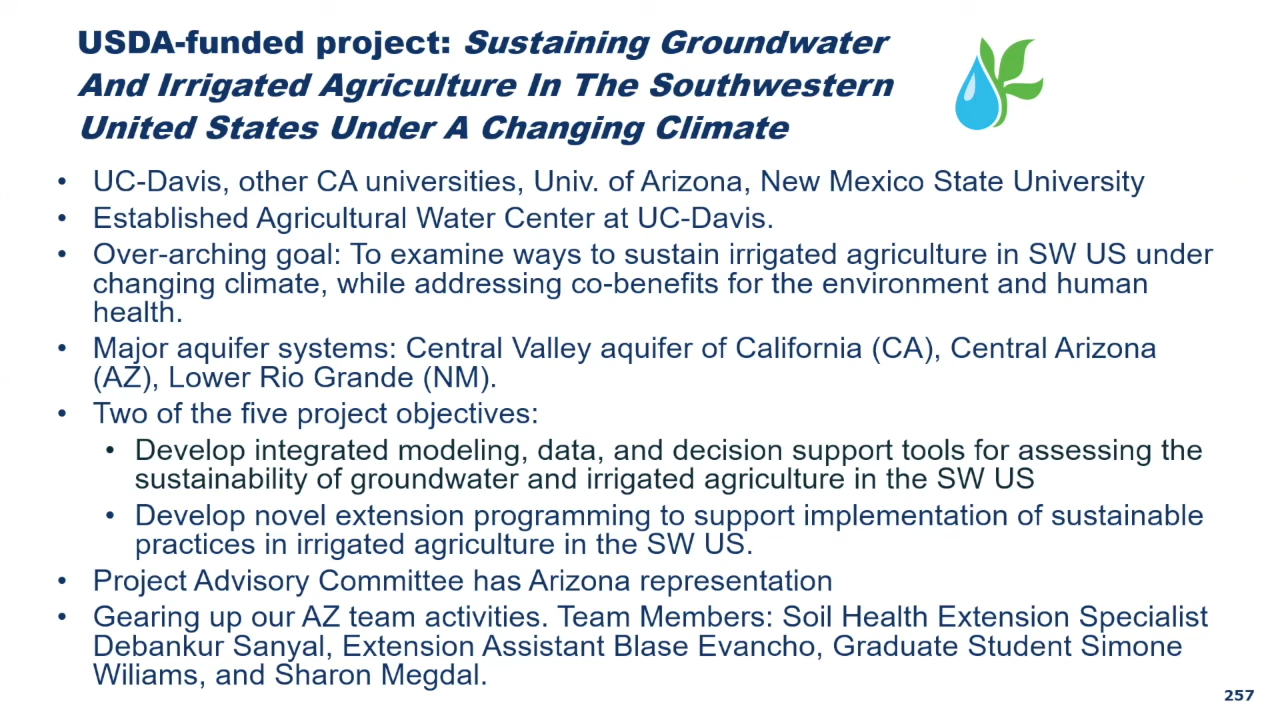 USDA-funded project: Sustaining Groundwater
And Irrigated Agriculture In The Southwestern
United States Under A Changing Climate
• UC-Davis, other CA universities, Univ. of Arizona, New Mexico State University
• Established Agricultural Water Center at UC-Davis.
• Over-arching goal: To examine ways to sustain irrigated agriculture in SW US under
changing climate, while addressing co-benefits for the environment and human
health.
• Major aquifer systems: Central Valley aquifer of California (CA), Central Arizona
(AZ), Lower Rio Grande (NM).
• Two of the five project objectives:
• Develop integrated modeling, data, and decision support tools for assessing the
sustainability of groundwater and irrigated agriculture in the SW US
• Develop novel extension programming to support implementation of sustainable
practices in irrigated agriculture in the SW US.
• Project Advisory Committee has Arizona representation
• Gearing up our AZ team activities. Team Members: Soil Health Extension Specialist
Debankur Sanyal, Extension Assistant Blase Evancho, Graduate Student Simone
Wiliams, and Sharon Megdal.
257